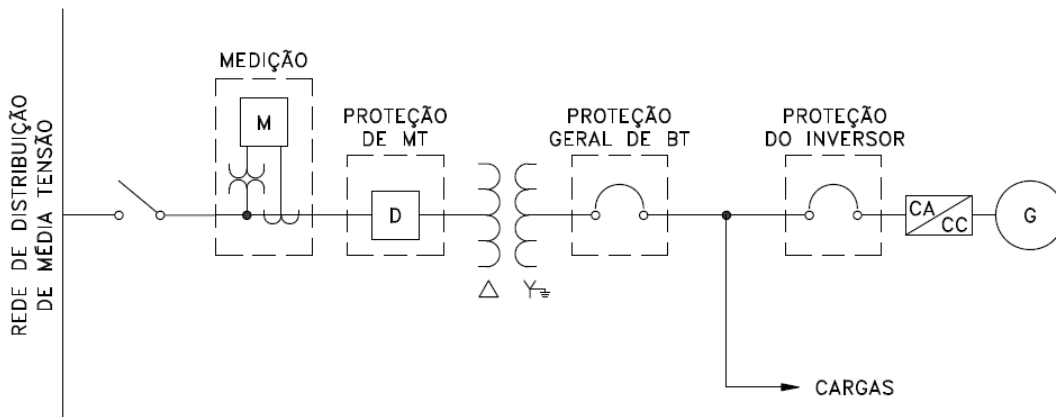 REDE DE DISTRIBUIÇÃO
DE MÉDIA TENSÃO
MEDIÇÃO
M
PROTEÇÃO
DE MT
D
PROTEÇÃO
GERAL DE BT
PROTEÇÃO
DO INVERSOR
CA
CC
G
CARGAS